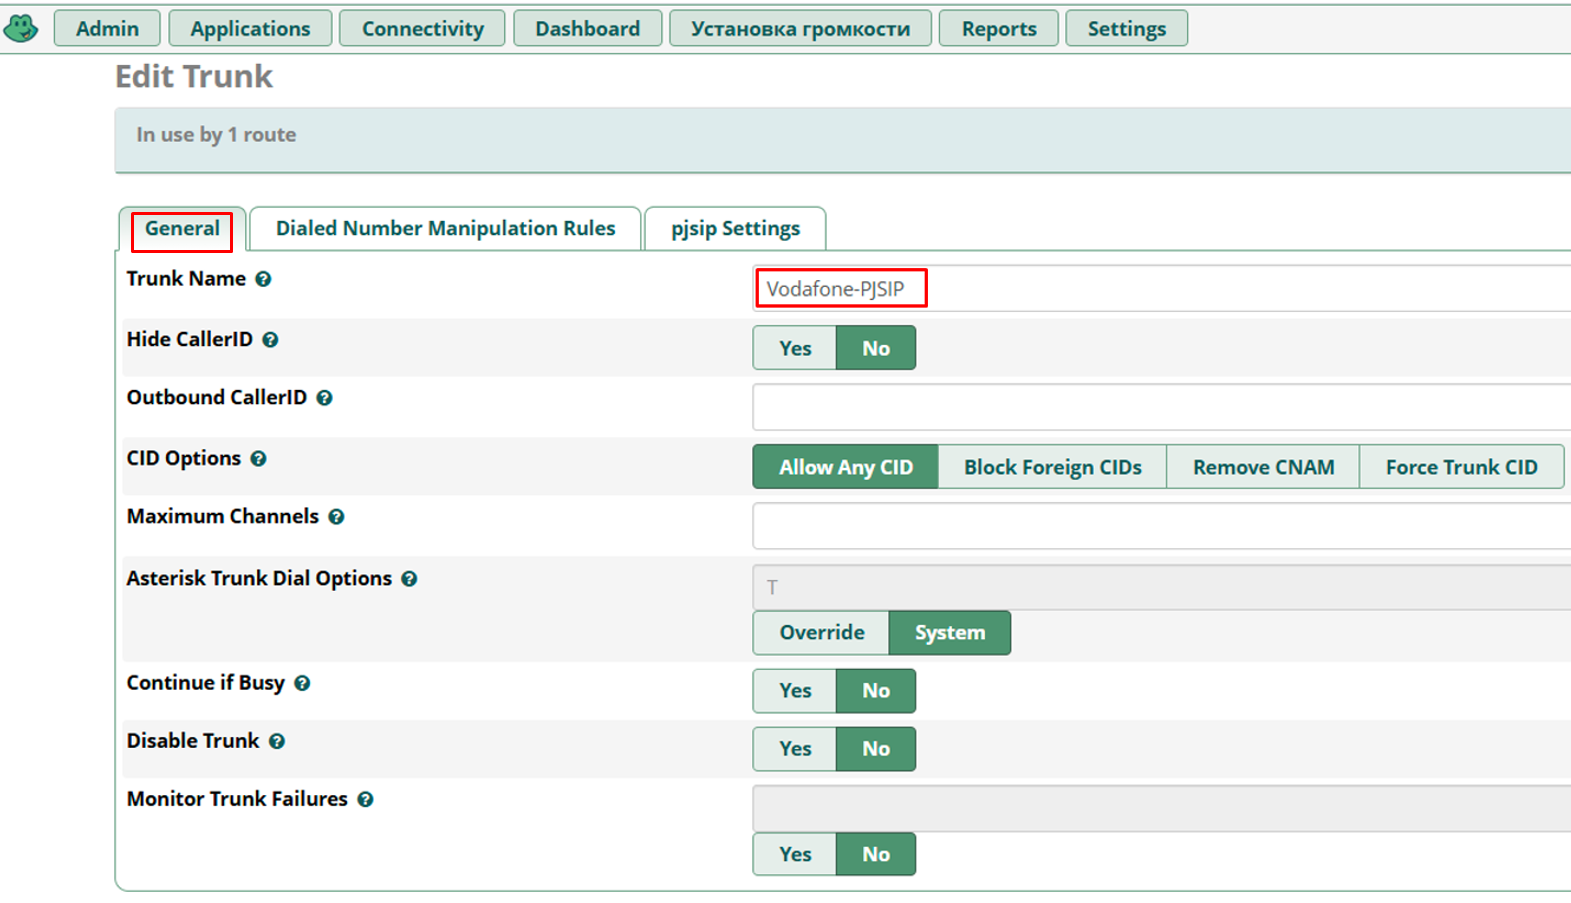 Admin Applications Connectivity Dashboard Установка громкости Reports Settings
Edit Trunk
In use by 1 route
General Dialed Number Manipulation Rules pjsip Settings
Trunk Name Vodafone-PJSIP
Hide CallerID Yes No
Outbound CallerID
CID Options Allow Any CID Block Foreign CIDs Remove CNAM Force Trunk CID
Maximum Channels
Asterisk Trunk Dial Options T
Override System
Continue if Busy Yes No
Disable Trunk Yes No
Monitor Trunk Failures
Yes No